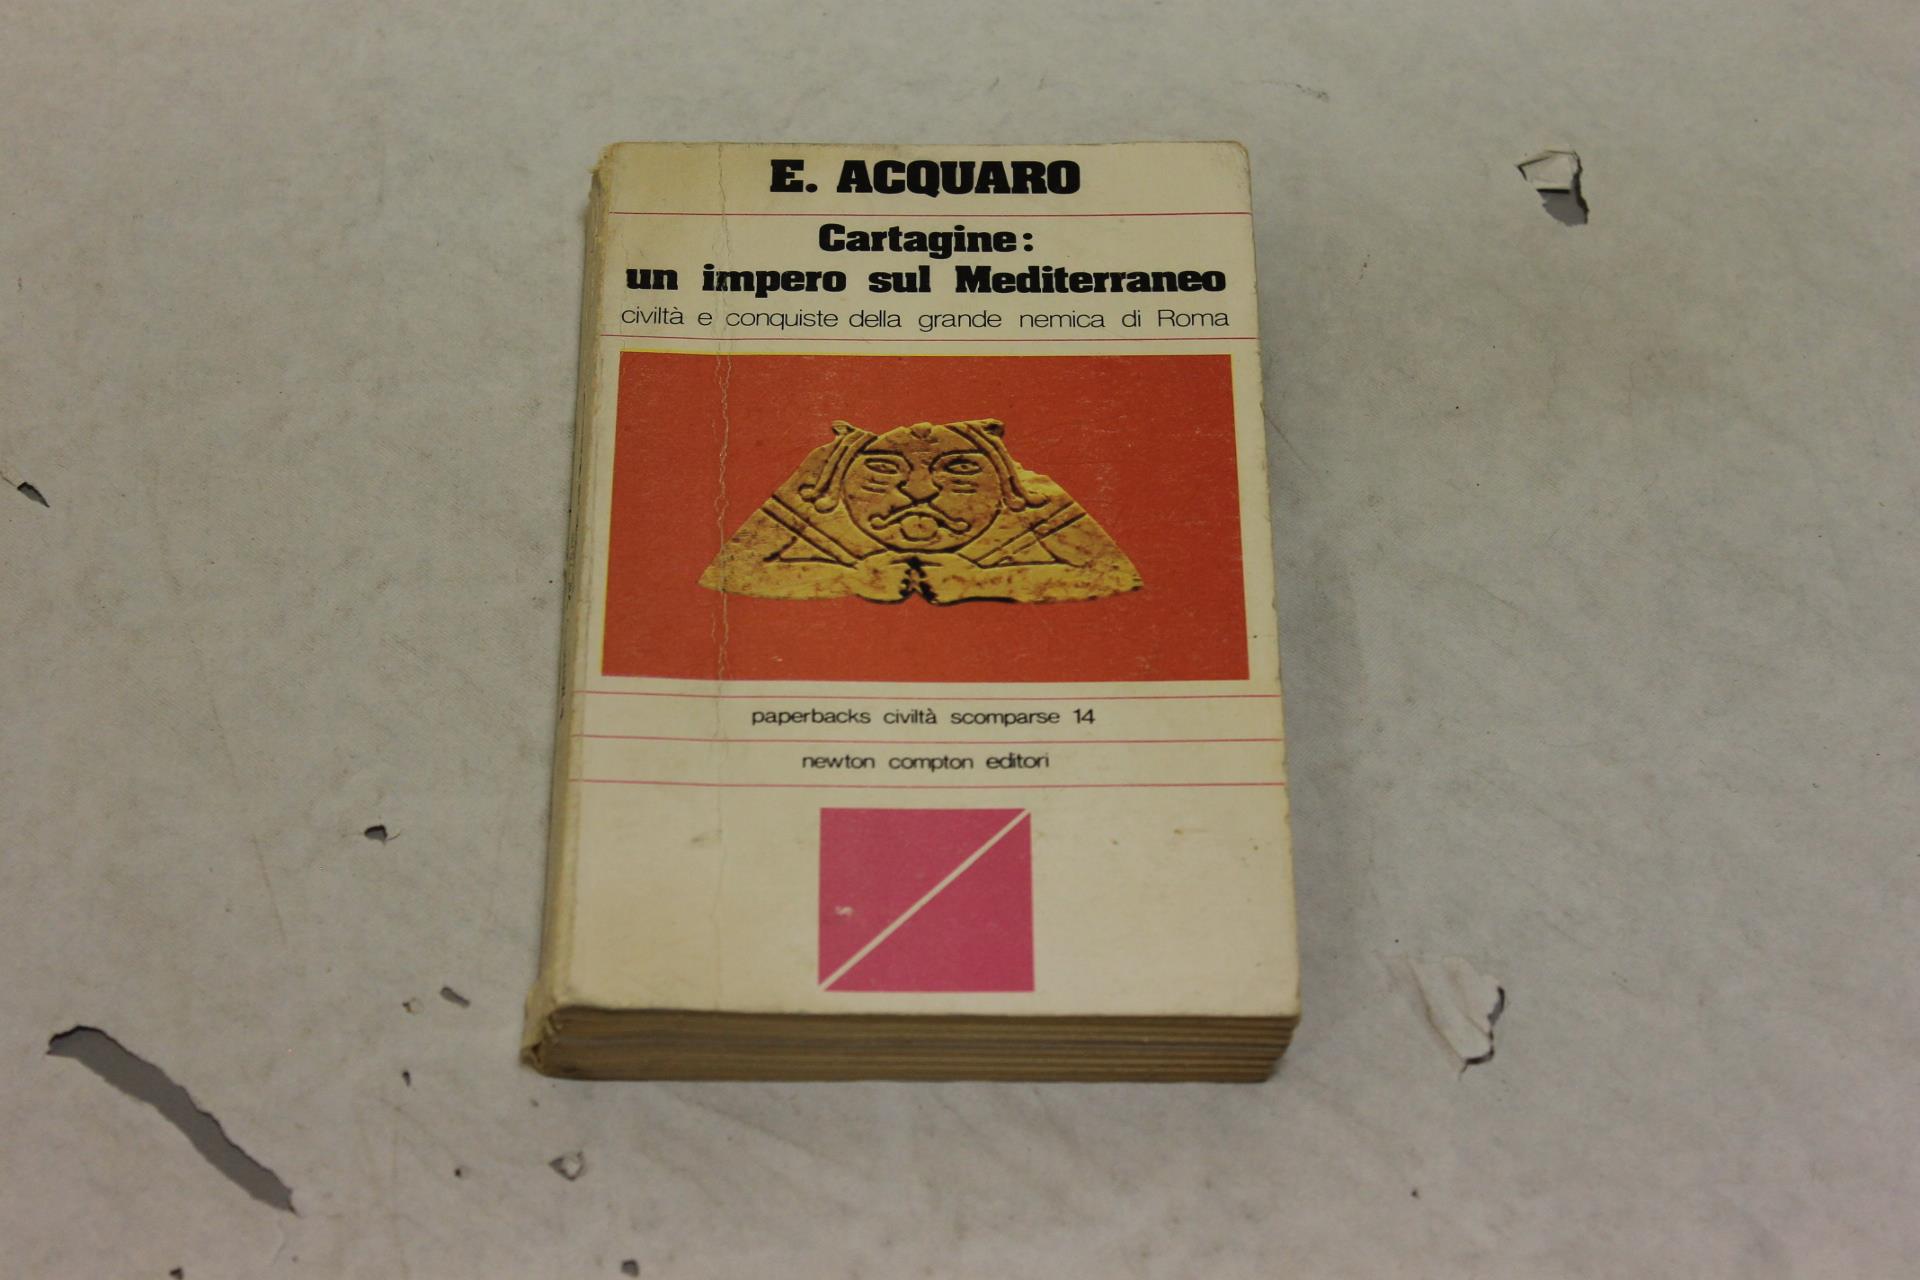 E. ACQUARO
Cartagine:
un impero sul Mediterraneo
civiltà e conquiste della grande nemica di Roma
paperbacks civiltà scomparse 14
newton compton editori